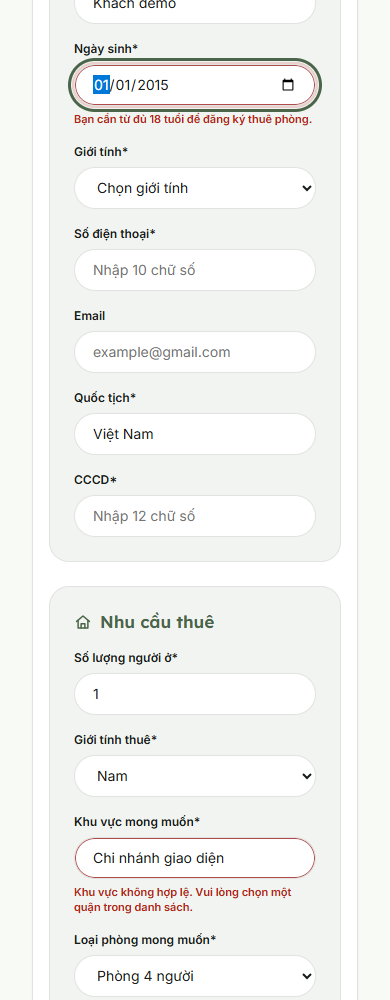 Khách demo
Ngày sinh*
01/01/2015
Bạn cần từ đủ 18 tuổi để đăng ký thuê phòng.
Giới tính*
Chọn giới tính
Số điện thoại*
Nhập 10 chữ số
Email
example@gmail.com
Quốc tịch*
Việt Nam
CCCD*
Nhập 12 chữ số
Nhu cầu thuê
Số lượng người ở*
1
Giới tính thuê*
Nam
Khu vực mong muốn*
Chi nhánh giao diện
Khu vực không hợp lệ. Vui lòng chọn một
quận trong danh sách.
Loại phòng mong muốn*
Phòng 4 người